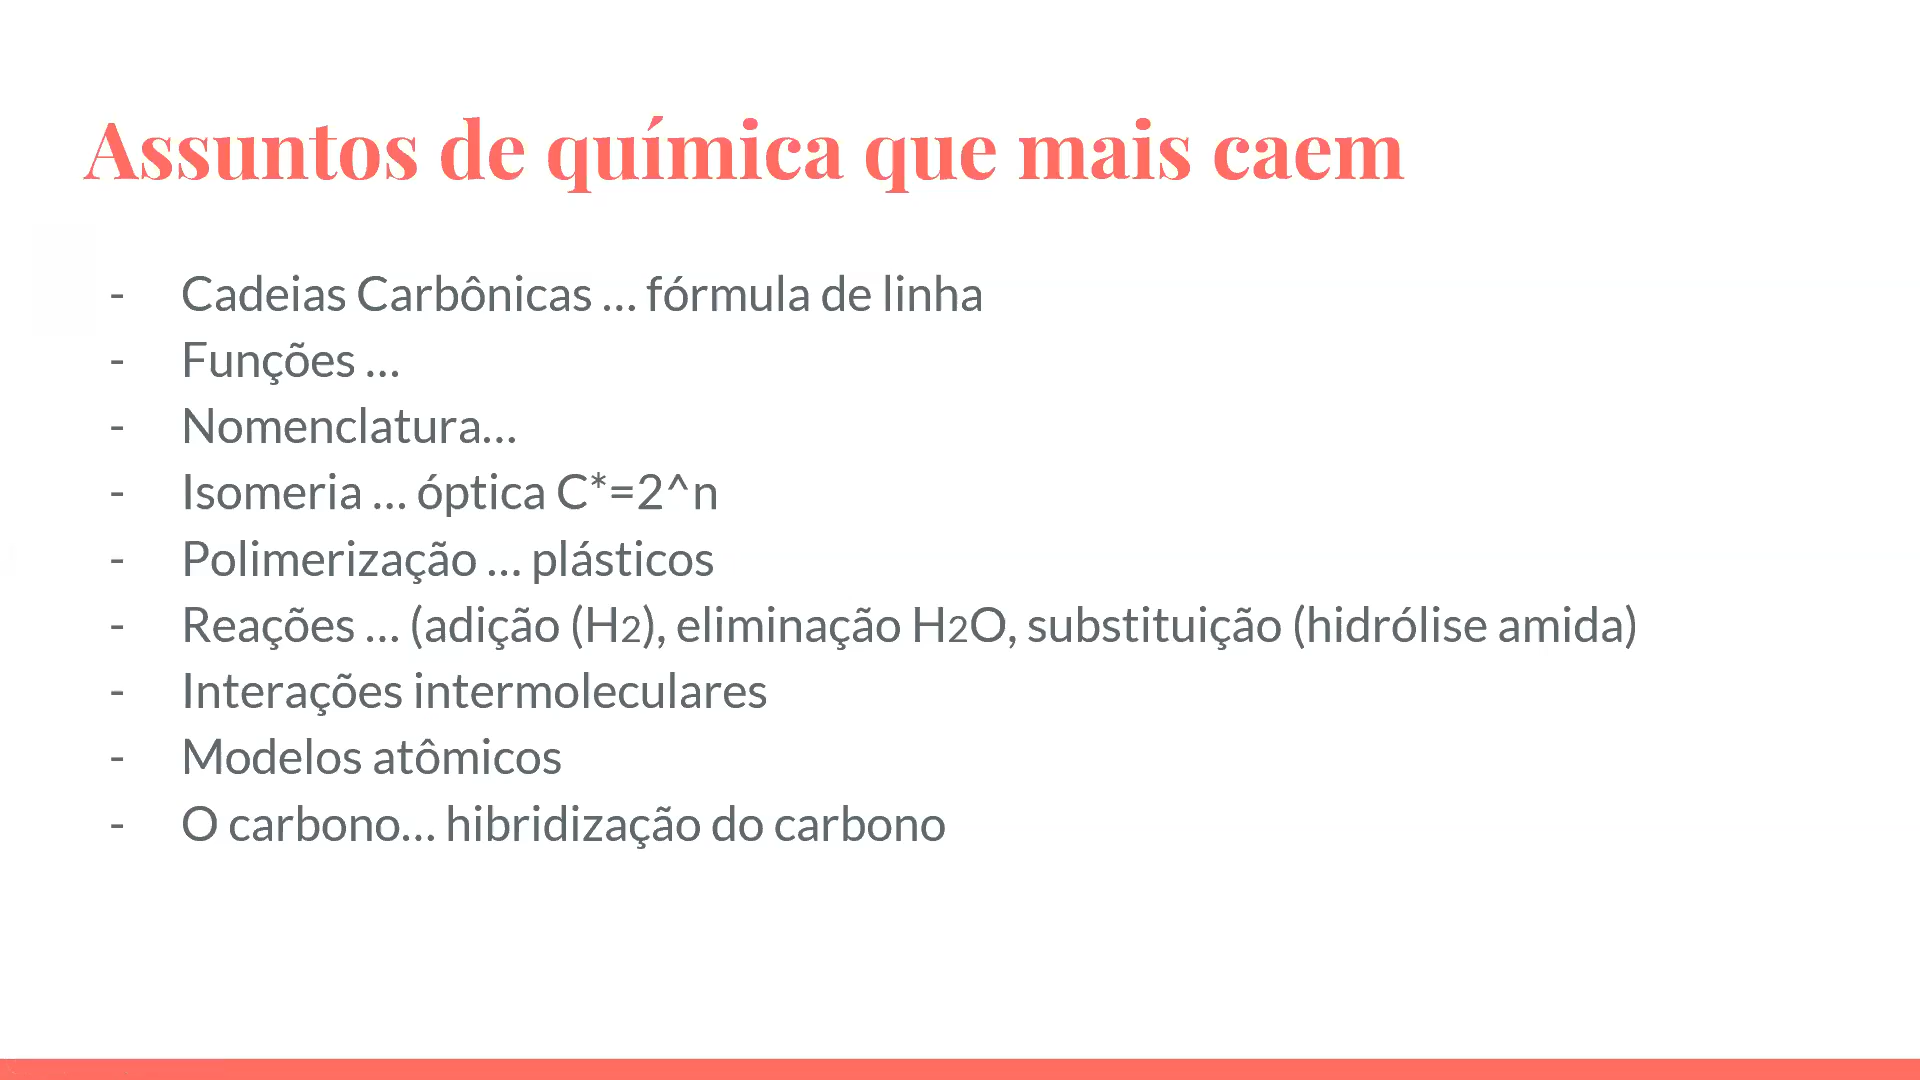 Assuntos de química que mais caem
- Cadeias Carbônicas ... fórmula de linha
- Funções ...
- Nomenclatura...
- Isomeria ... óptica C*=2^n
- Polimerização ... plásticos
- Reações ... (adição (H2), eliminação H2O, substituição (hidrólise amida)
- Interações intermoleculares
- Modelos atômicos
- O carbono... hibridização do carbono